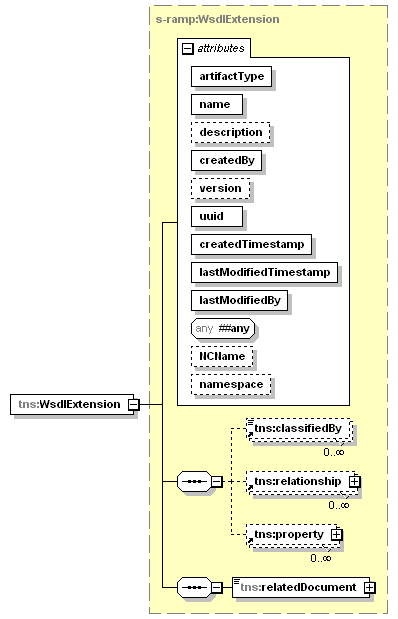 s-ramp:WsdlExtension
attributes
artifactType
name
description
createdBy
version
uuid
createdTimestamp
lastModifiedTimestamp
lastModifiedBy
any ##any
NCName
namespace
tns:WsdlExtension
tns:classifiedBy
0..∞
tns:relationship
0..∞
tns:property
0..∞
tns:relatedDocument